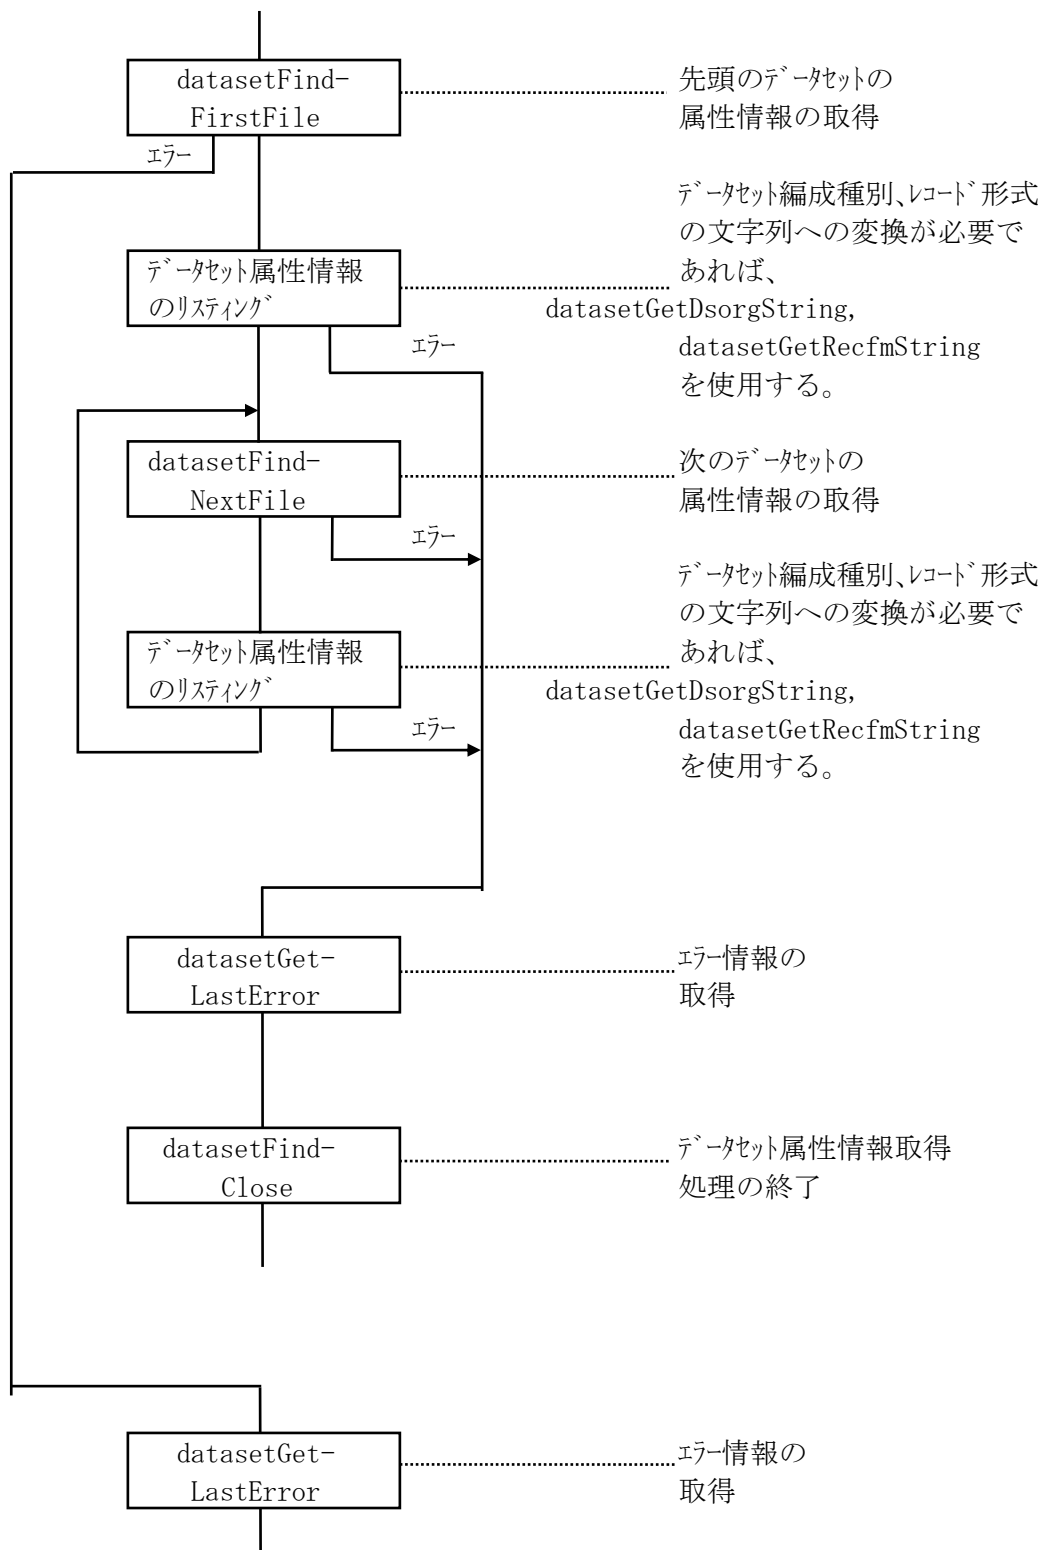 datasetFind-
FirstFile
先頭のﾃﾞｰﾀｾｯﾄの
属性情報の取得
ｴﾗｰ
ﾃﾞｰﾀｾｯﾄ編成種別､ﾚｺｰﾄﾞ形式
の文字列への変換が必要で
あれば、
datasetGetDsorgString,
datasetGetRecfmString
を使用する。
ﾃﾞｰﾀｾｯﾄ属性情報
のﾘｽﾃｨﾝｸﾞ
ｴﾗｰ
datasetFind-
NextFile
次のﾃﾞｰﾀｾｯﾄの
属性情報の取得
ｴﾗｰ
ﾃﾞｰﾀｾｯﾄ編成種別､ﾚｺｰﾄﾞ形式
の文字列への変換が必要で
あれば、
datasetGetDsorgString,
datasetGetRecfmString
を使用する。
ﾃﾞｰﾀｾｯﾄ属性情報
のﾘｽﾃｨﾝｸﾞ
ｴﾗｰ
datasetGet-
LastError
ｴﾗｰ情報の
取得
datasetFind-
Close
ﾃﾞｰﾀｾｯﾄ属性情報取得
処理の終了
datasetGet-
LastError
ｴﾗｰ情報の
取得